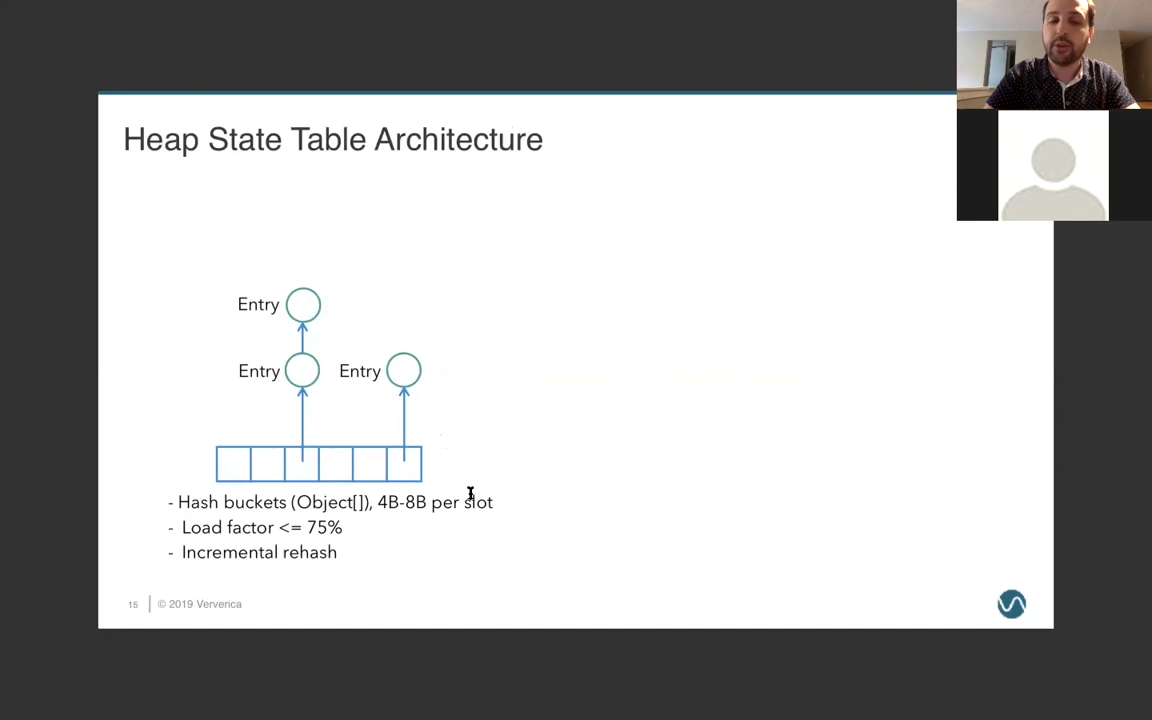 Heap State Table Architecture
Entry
Entry Entry
- Hash buckets (Object[]), 4B-8B per slot
- Load factor <= 75%
- Incremental rehash
15 © 2019 Ververica